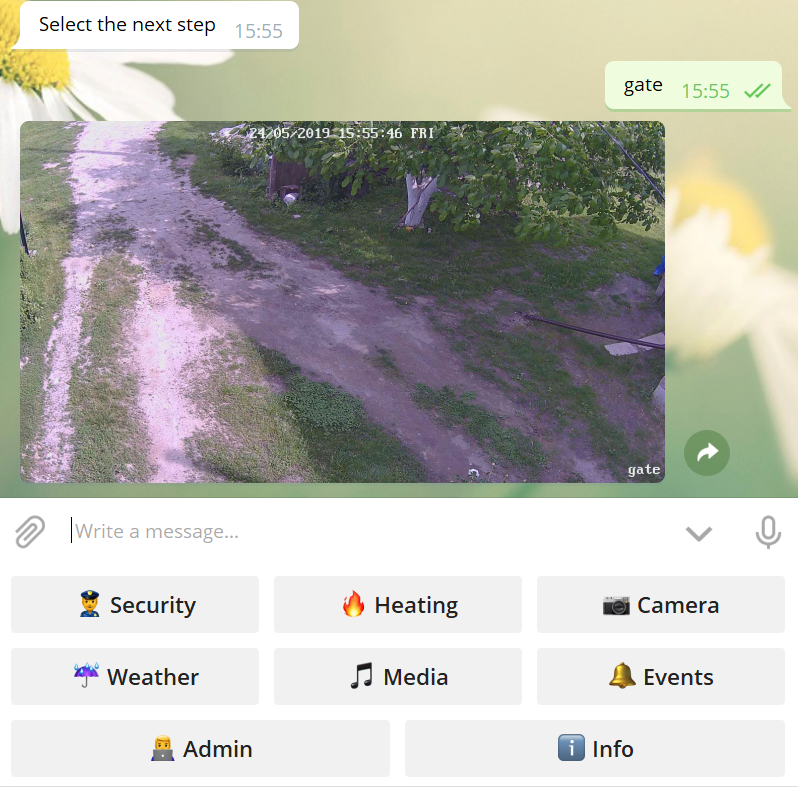 Select the next step 15:55
gate 15:55
24/05/2019 15:55:46 FRI
gate
Write a message...
Security
Heating
Camera
Weather
Media
Events
Admin
Info